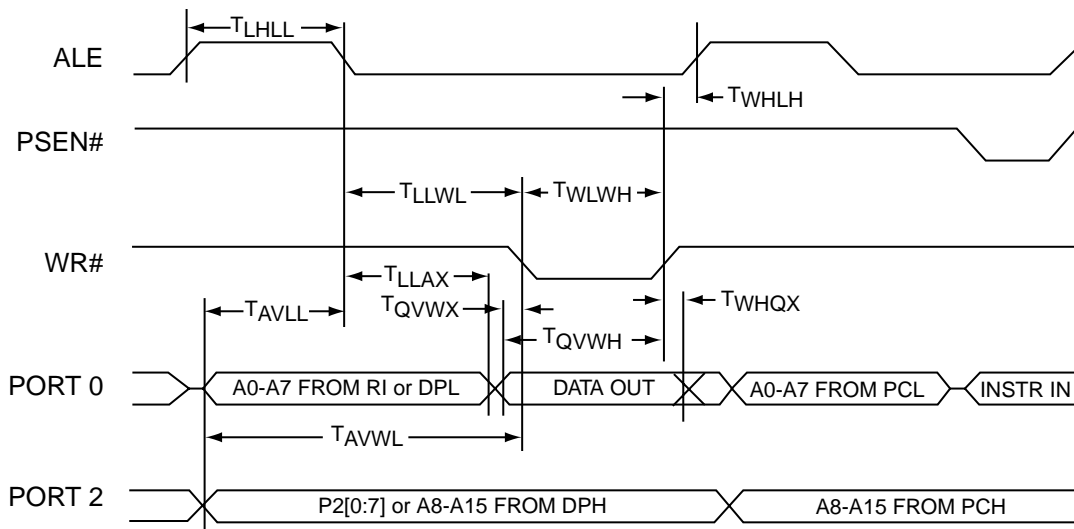 TLHLL
ALE
TWHLH
PSEN#
TLLWL
TWLWH
WR#
TLLAX
TAVLL
TQVWX
TWHQX
TQVWH
PORT 0
A0-A7 FROM RI or DPL
DATA OUT
A0-A7 FROM PCL
INSTR IN
TAVWL
PORT 2
P2[0:7] or A8-A15 FROM DPH
A8-A15 FROM PCH